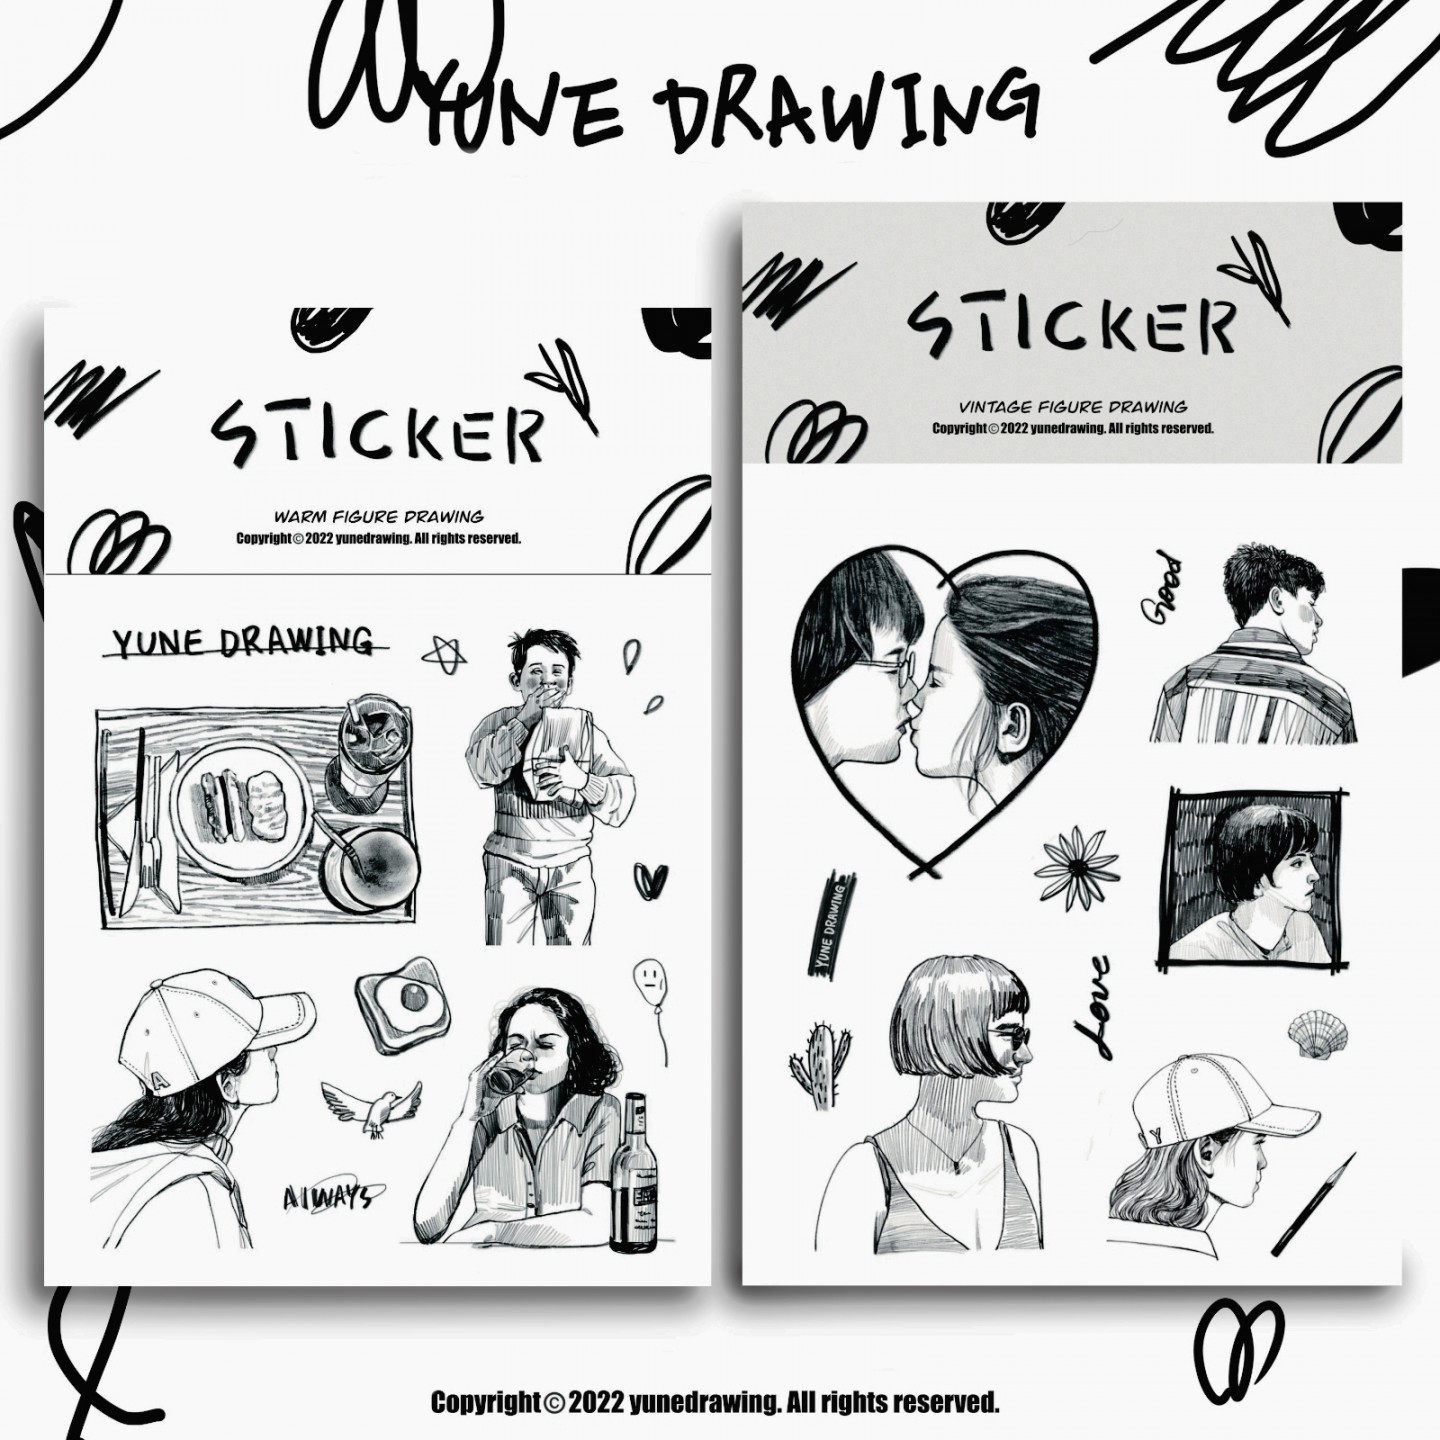 YUNE DRAWING
STICKER
WARM FIGURE DRAWING
Copyright©2022 yunedrawing. All rights reserved.
YUNE DRAWING
A
AlWAYS
STICKER
VINTAGE FIGURE DRAWING
Copyright©2022 yunedrawing. All rights reserved.
Good
YUNE DRAWING
Love
Y
Copyright©2022 yunedrawing. All rights reserved.